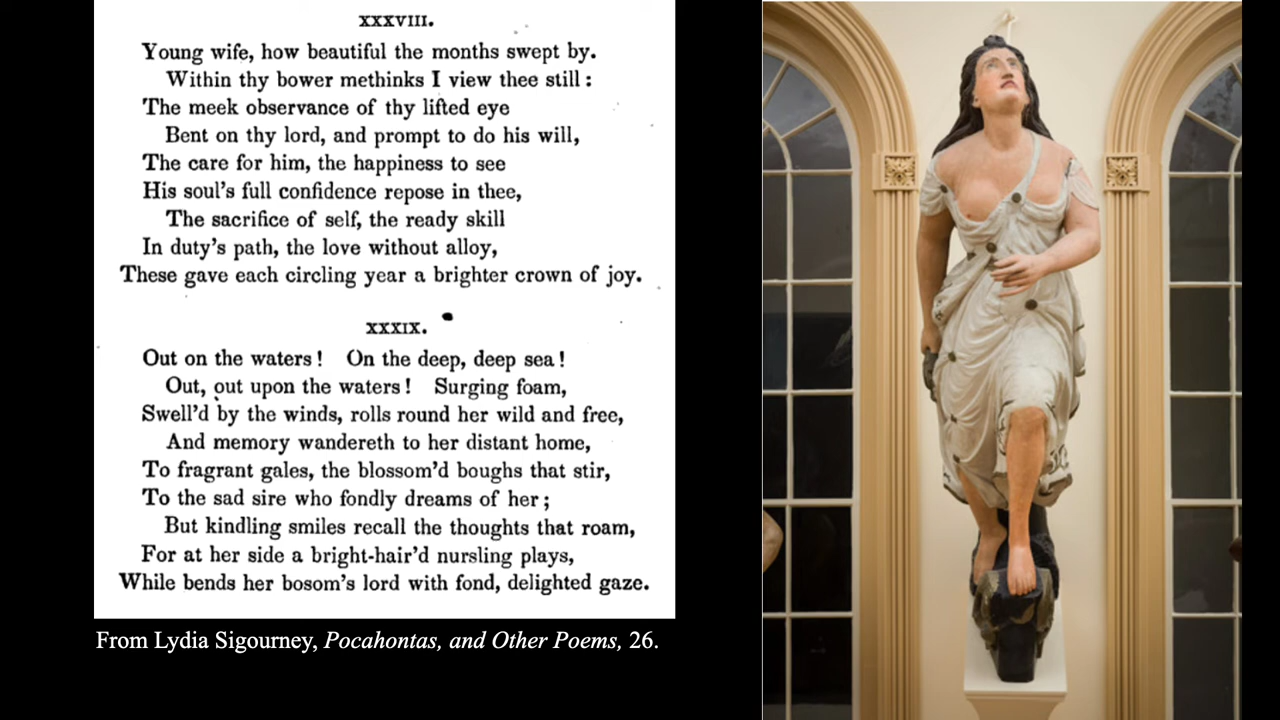 XXXVIII.
Young wife, how beautiful the months swept by.
Within thy bower methinks I view thee still :
The meek observance of thy lifted eye
Bent on thy lord, and prompt to do his will,
The care for him, the happiness to see
His soul's full confidence repose in thee,
The sacrifice of self, the ready skill
In duty's path, the love without alloy,
These gave each circling year a brighter crown of joy.
XXXIX.
Out on the waters ! On the deep, deep sea !
Out, out upon the waters ! Surging foam,
Swell'd by the winds, rolls round her wild and free,
And memory wandereth to her distant home,
To fragrant gales, the blossom'd boughs that stir,
To the sad sire who fondly dreams of her ;
But kindling smiles recall the thoughts that roam,
For at her side a bright-hair'd nursling plays,
While bends her bosom's lord with fond, delighted gaze.
From Lydia Sigourney, Pocahontas, and Other Poems, 26.